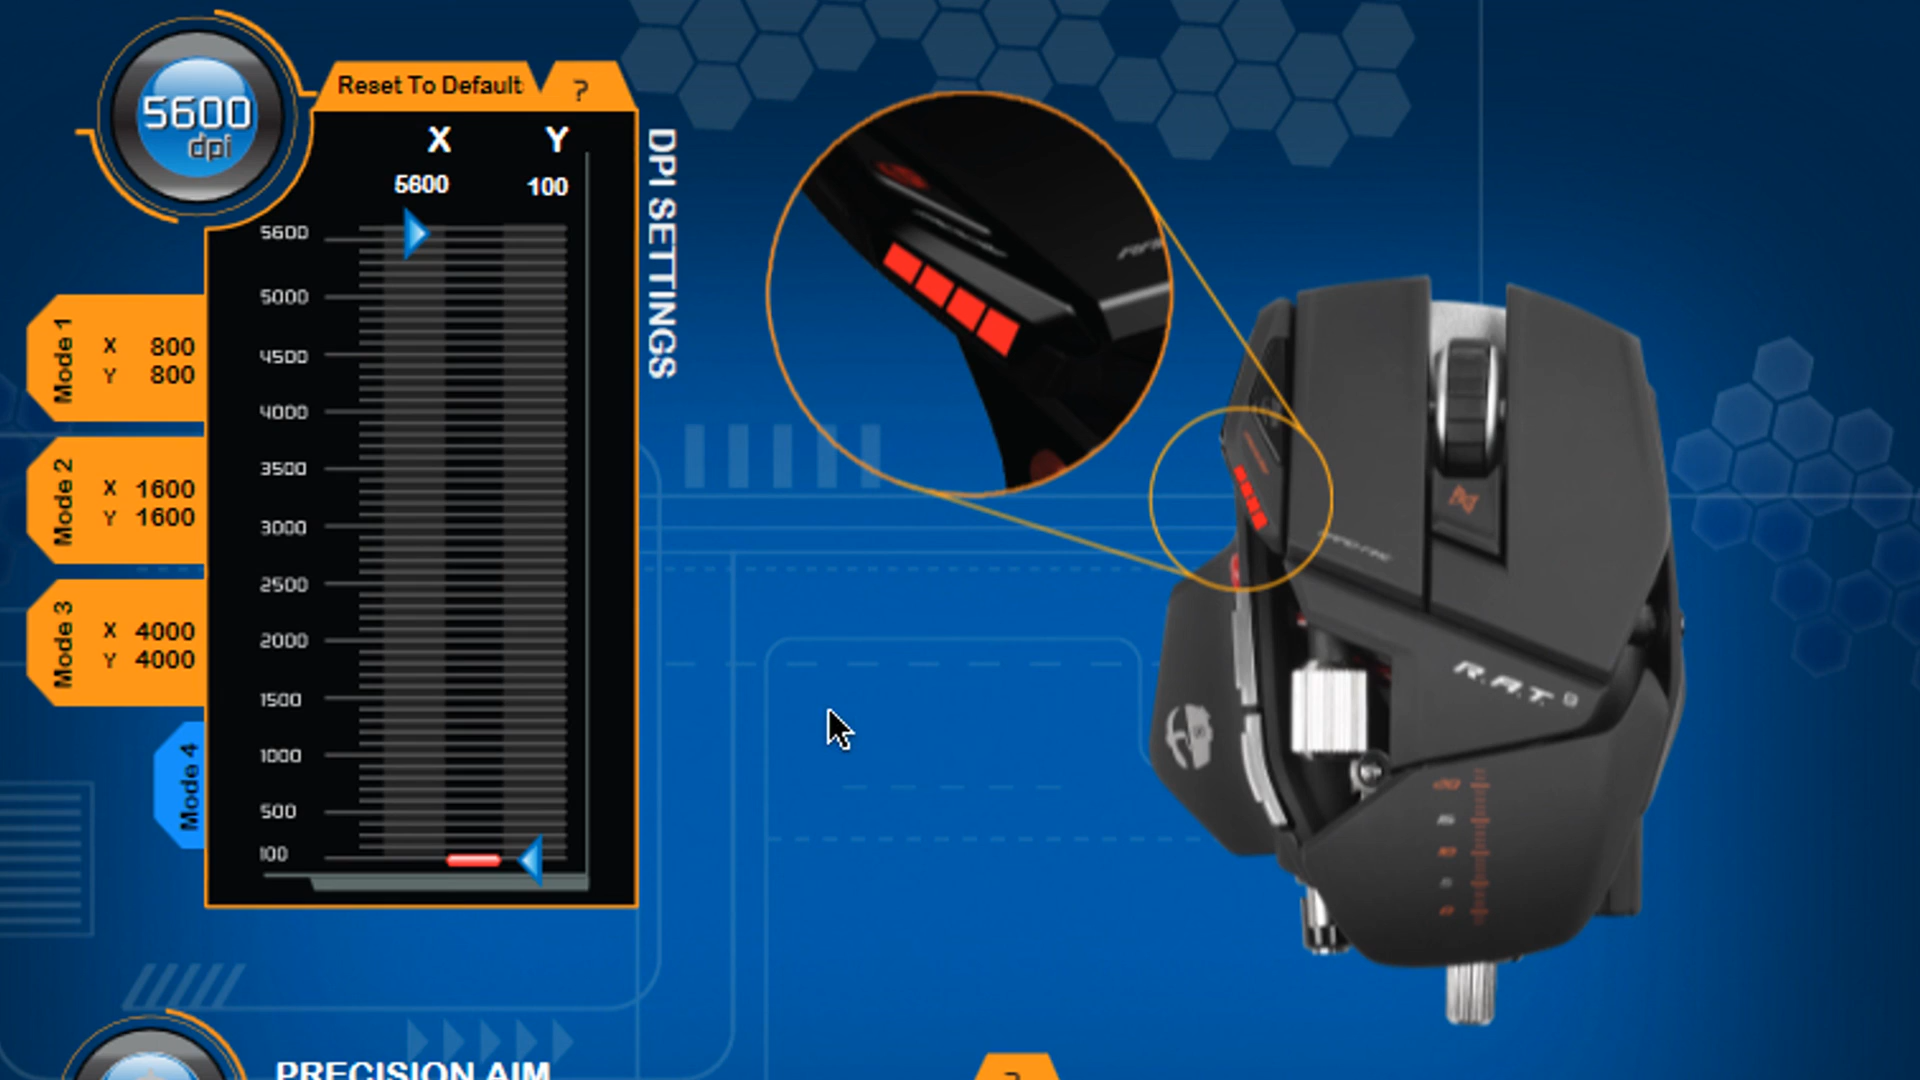 5600
dpi
Reset To Default
?
X Y
5600 100
5600
5000
4500
4000
3500
3000
2500
2000
1500
1000
500
100
DPI SETTINGS
Mode 1
X 800
Y 800
Mode 2
X 1600
Y 1600
Mode 3
X 4000
Y 4000
Mode 4
R.A.T. 9
PRECISION AIM
?